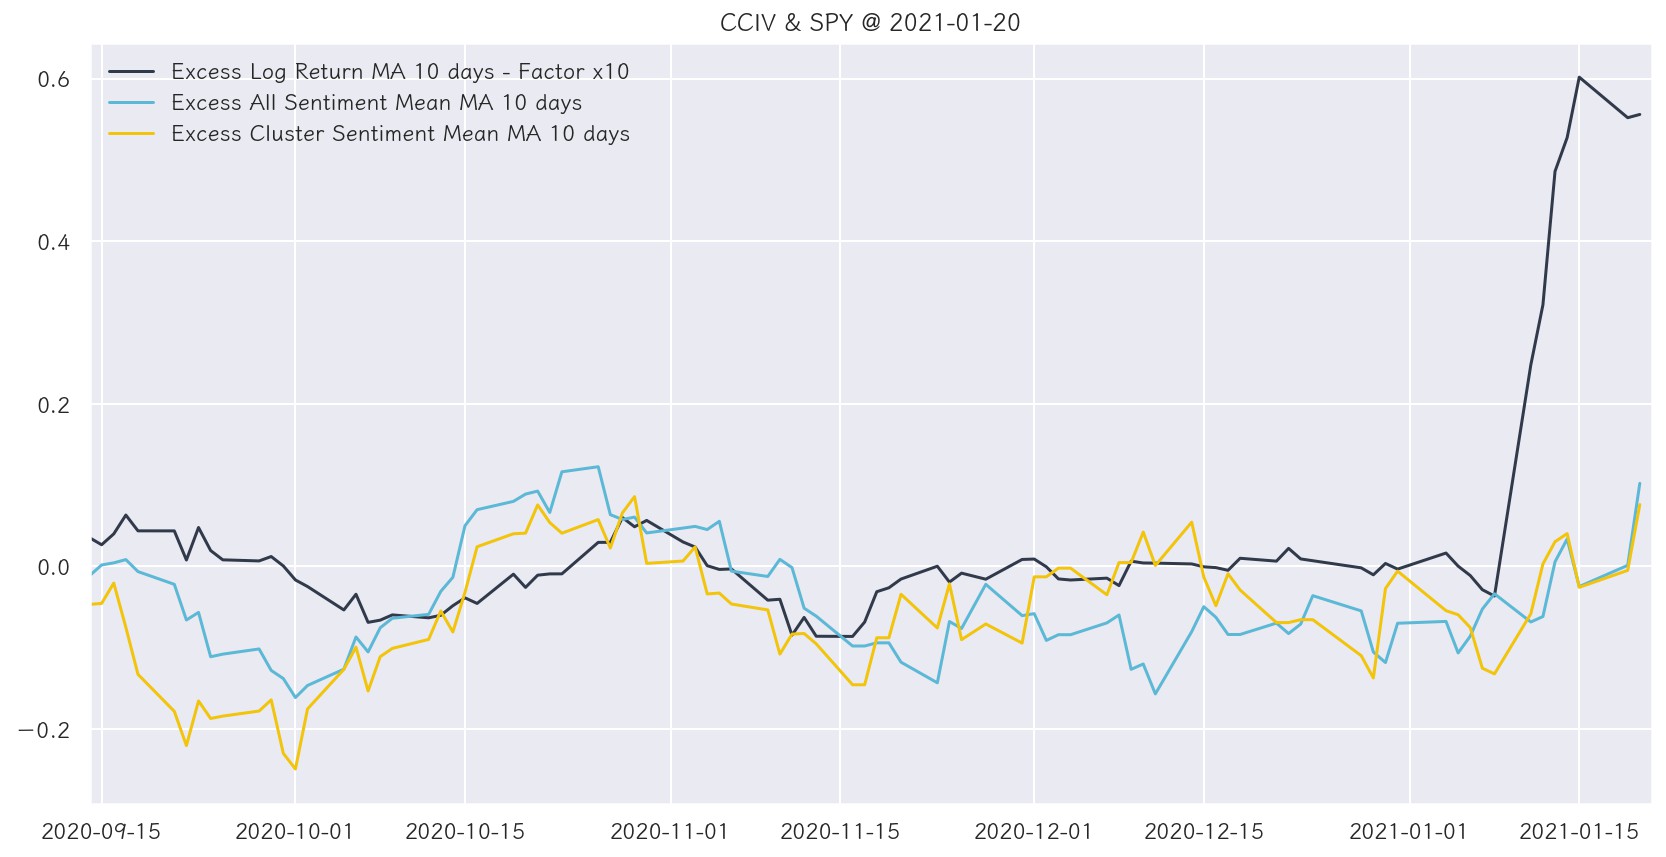 CCIV & SPY @ 2021-01-20
Excess Log Return MA 10 days - Factor x10
Excess All Sentiment Mean MA 10 days
Excess Cluster Sentiment Mean MA 10 days
0.6
0.4
0.2
0.0
−0.2
2020-09-15 2020-10-01 2020-10-15 2020-11-01 2020-11-15 2020-12-01 2020-12-15 2021-01-01 2021-01-15